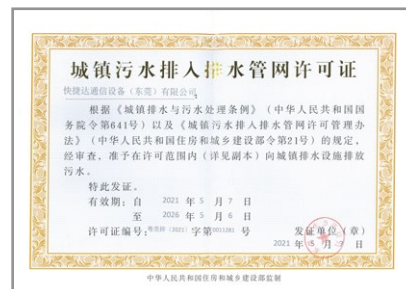 城镇污水排入排水管网许可证
快捷达通信设备（东莞）有限公司：
根据《城镇排水与污水处理条例》（中华人民共和国国
务院令第641号）以及《城镇污水排入排水管网许可管理办
法》（中华人民共和国住房和城乡建设部令第21号）的规定，
经审查，准予在许可范围内（详见副本）向城镇排水设施排放
污水。
特此发证。
有效期：自 2021 年 5 月 7 日
至 2026 年 5 月 6 日
许可证编号： （2021）字第 0011281 号
发证单位（章）
2021 年 5 月 7 日
中华人民共和国住房和城乡建设部监制